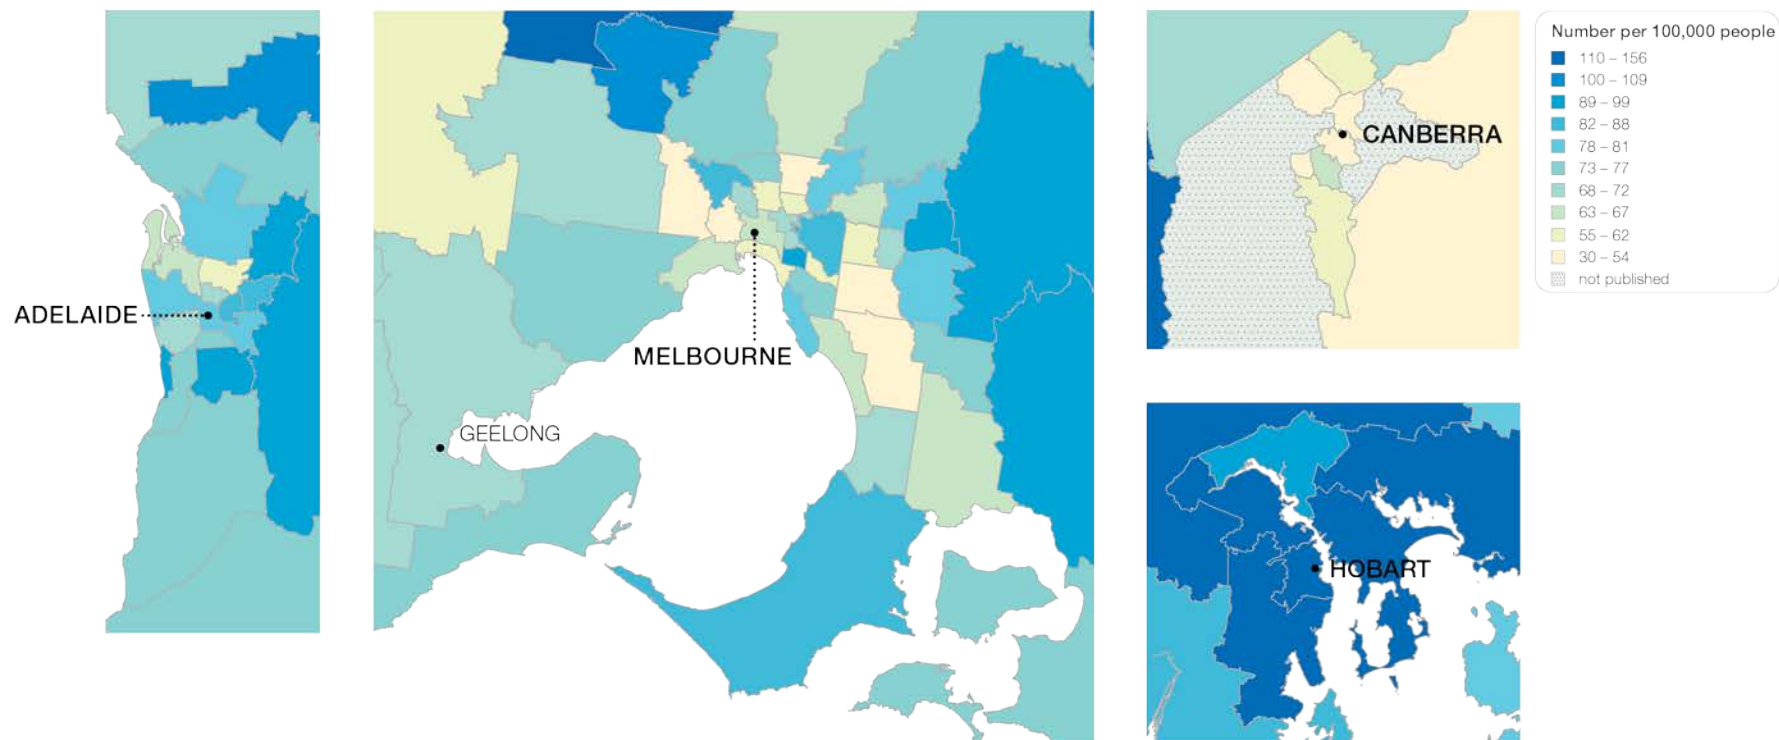 ADELAIDE
MELBOURNE
GEELONG
CANBERRA
HOBART
Number per 100,000 people
110 – 156
100 – 109
89 – 99
82 – 88
78 – 81
73 – 77
68 – 72
63 – 67
55 – 62
30 – 54
not published